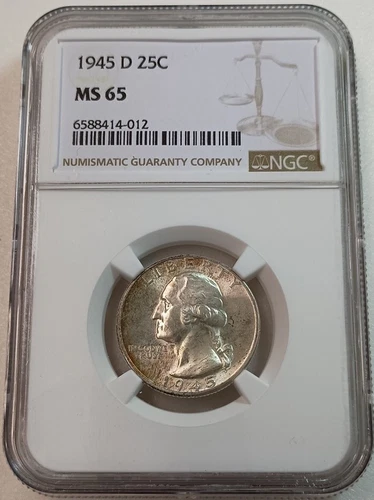 1945 D 25C
MS 65
6588414-012
NUMISMATIC GUARANTY COMPANY
NGC®
LIBERTY
IN GOD WE
TRUST
1945